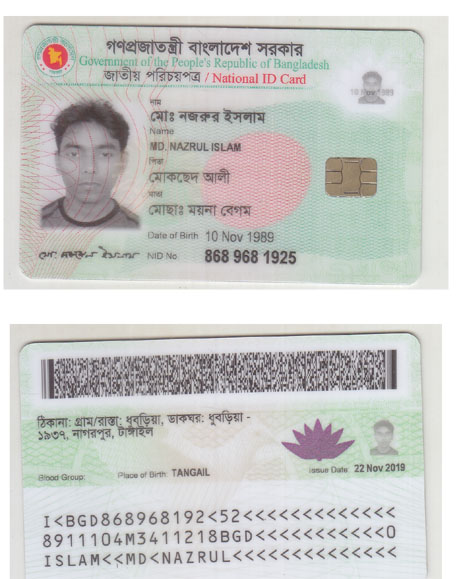 গণপ্রজাতন্ত্রী বাংলাদেশ সরকার
Government of the People's Republic of Bangladesh
জাতীয় পরিচয়পত্র / National ID Card
নাম
মোঃ নজরুর ইসলাম
Name
MD. NAZRUL ISLAM
পিতা
মোকছেদ আলী
মাতা
মোছাঃ ময়না বেগম
Date of Birth 10 Nov 1989
NID No 868 968 1925
10 Nov 1989
ঠিকানা: গ্রাম/রাস্তা: ধুবড়িয়া, ডাকঘর: ধুবড়িয়া -
১৯৩৭, নাগরপুর, টাঙ্গাইল
Blood Group: Place of Birth: TANGAIL Issue Date: 22 Nov 2019
I<BGD868968192<52<<<<<<<<<<<<<
8911104M3411218BGD<<<<<<<<<<<0
ISLAM<<MD<NAZRUL<<<<<<<<<<<<<<